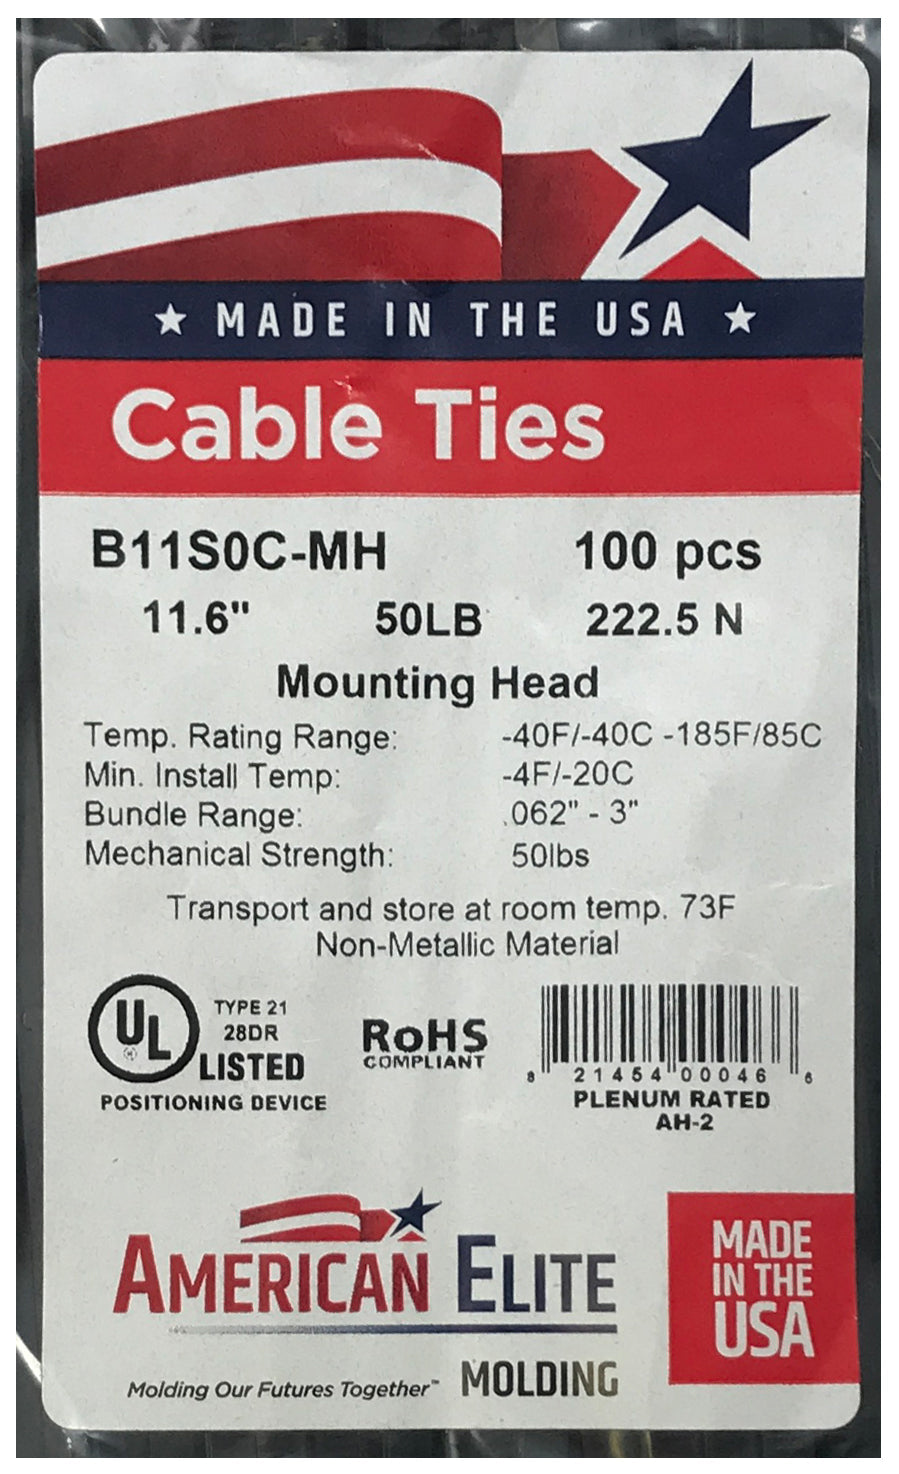 MADE IN THE USA
Cable Ties
B11S0C-MH 100 pcs
11.6" 50LB 222.5 N
Mounting Head
Temp. Rating Range: -40F/-40C -185F/85C
Min. Install Temp: -4F/-20C
Bundle Range: .062" - 3"
Mechanical Strength: 50lbs
Transport and store at room temp. 73F
Non-Metallic Material
UL
TYPE 21
28DR
LISTED
POSITIONING DEVICE
RoHS
COMPLIANT
8 21454 00046 6
PLENUM RATED
AH-2
AMERICAN ELITE
MOLDING
Molding Our Futures Together™
MADE
IN THE
USA